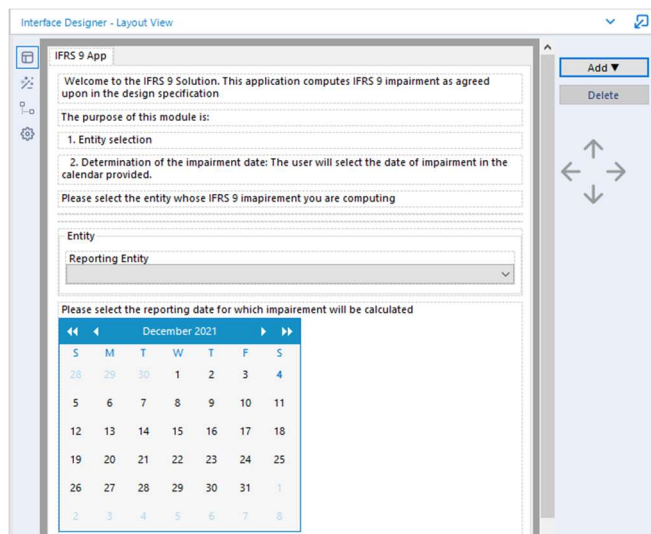 Interface Designer - Layout View
IFRS 9 App
Add ▼
Delete
Welcome to the IFRS 9 Solution. This application computes IFRS 9 impairment as agreed
upon in the design specification
The purpose of this module is:
1. Entity selection
2. Determination of the impairment date: The user will select the date of impairment in the
calendar provided.
Please select the entity whose IFRS 9 imapirement you are computing
Entity
Reporting Entity
Please select the reporting date for which impairement will be calculated
December 2021
S M T W T F S
28 29 30 1 2 3 4
5 6 7 8 9 10 11
12 13 14 15 16 17 18
19 20 21 22 23 24 25
26 27 28 29 30 31 1
2 3 4 5 6 7 8